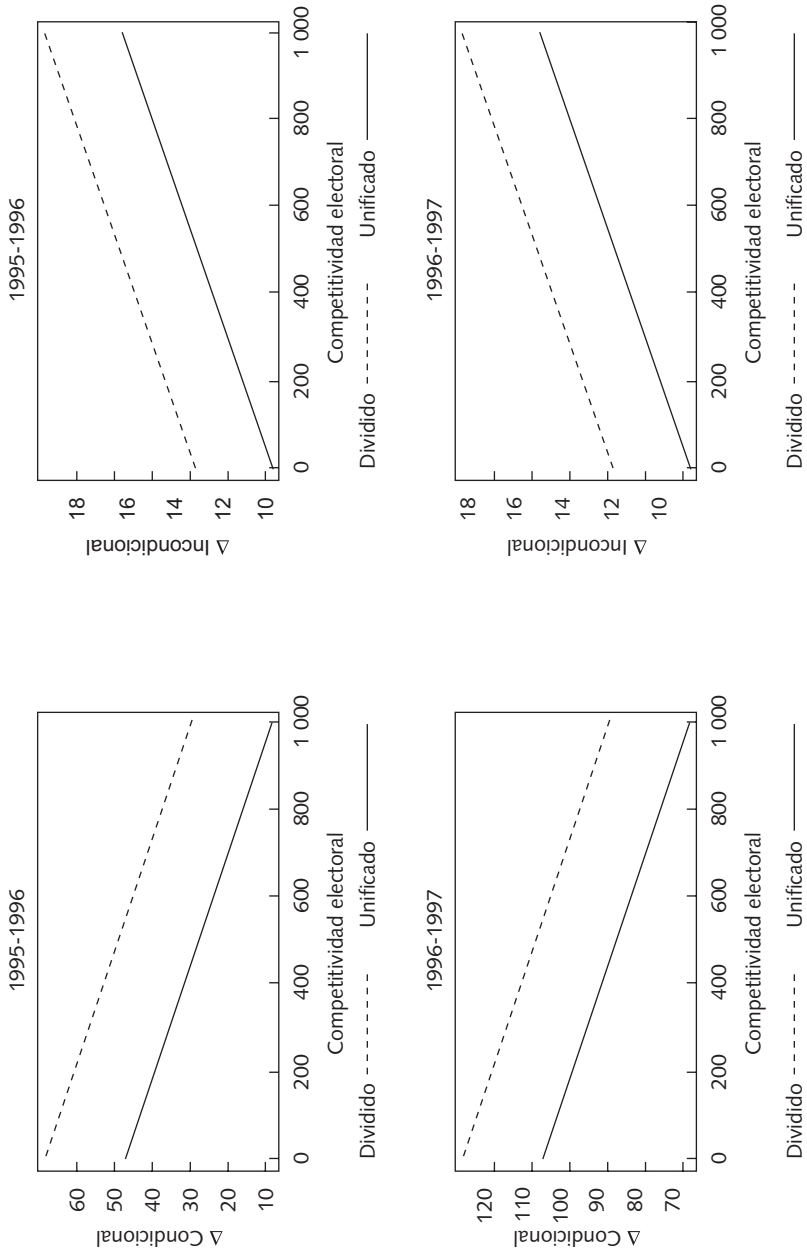 1995-1996
Δ Condicional
60
50
40
30
20
10
0 200 400 600 800 1 000
Competitividad electoral
Dividido Unificado
1995-1996
Δ Incondicional
18
16
14
12
10
0 200 400 600 800 1 000
Competitividad electoral
Dividido Unificado
1996-1997
Δ Condicional
120
110
100
90
80
70
0 200 400 600 800 1 000
Competitividad electoral
Dividido Unificado
1996-1997
Δ Incondicional
18
16
14
12
10
0 200 400 600 800 1 000
Competitividad electoral
Dividido Unificado